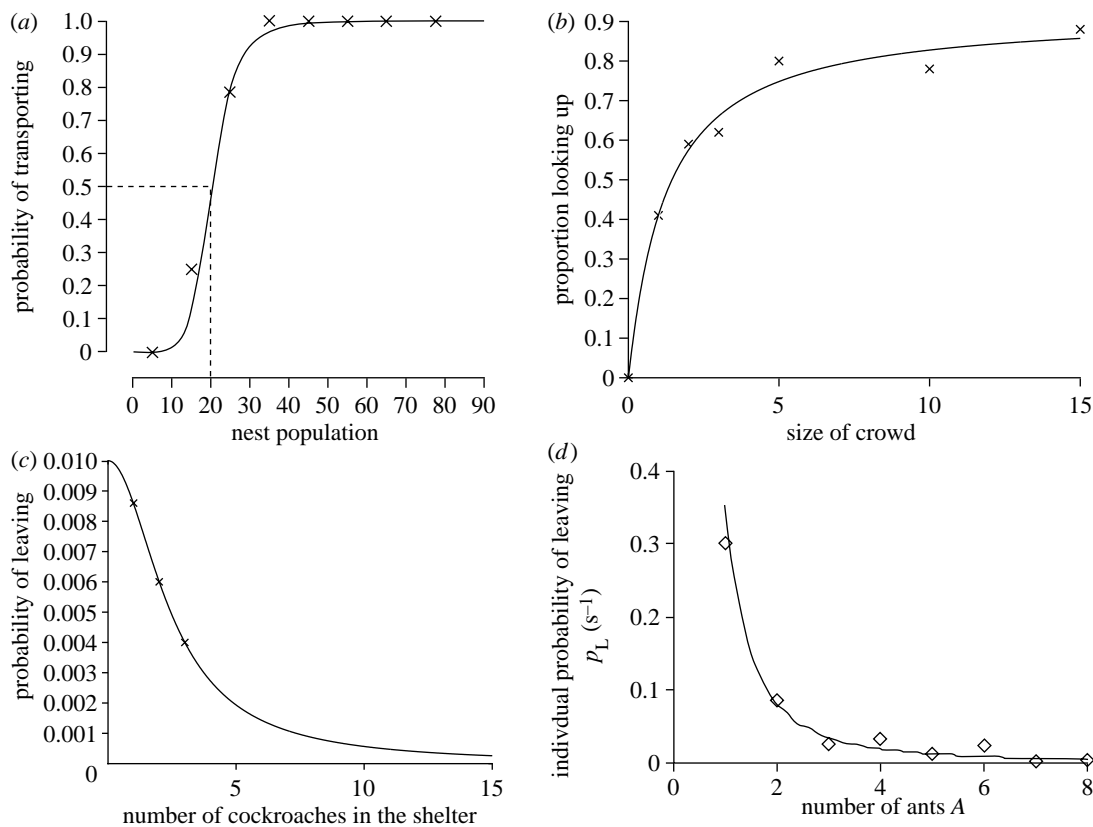 (a)
1.0
0.9
0.8
0.7
0.6
0.5
0.4
0.3
0.2
0.1
0
probability of transporting
0 10 20 30 40 50 60 70 80 90
nest population
(b)
0.9
0.8
0.7
0.6
0.5
0.4
0.3
0.2
0.1
0
proportion looking up
0 5 10 15
size of crowd
(c)
0.010
0.009
0.008
0.007
0.006
0.005
0.004
0.003
0.002
0.001
0
probability of leaving
5 10 15
number of cockroaches in the shelter
(d)
0.4
0.3
0.2
0.1
0
indivdual probability of leaving
pL (s–1)
0 2 4 6 8
number of ants A